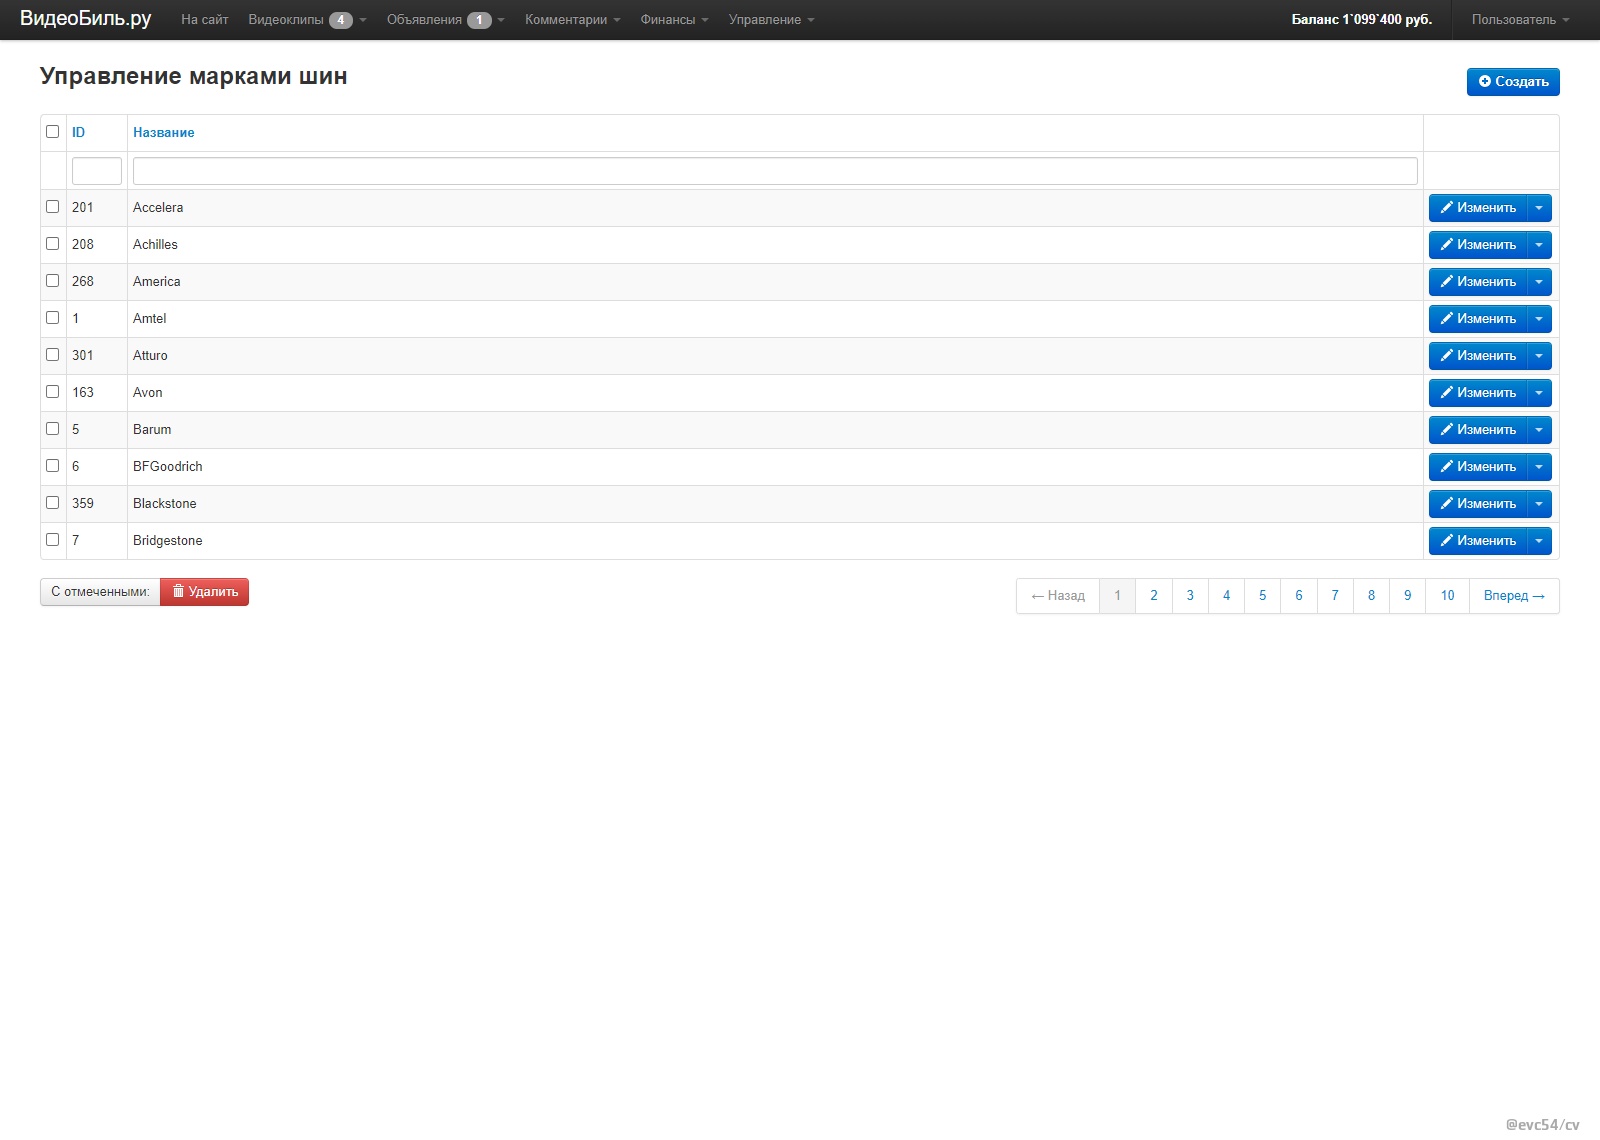 ВидеоБиль.ру На сайт Видеоклипы 4 Объявления 1 Комментарии Финансы Управление Баланс 1`099`400 руб. Пользователь
Управление марками шин
Создать
ID Название
201 Accelera Изменить
208 Achilles Изменить
268 America Изменить
1 Amtel Изменить
301 Atturo Изменить
163 Avon Изменить
5 Barum Изменить
6 BFGoodrich Изменить
359 Blackstone Изменить
7 Bridgestone Изменить
С отмеченными: Удалить ← Назад 1 2 3 4 5 6 7 8 9 10 Вперед →
@evc54/cv